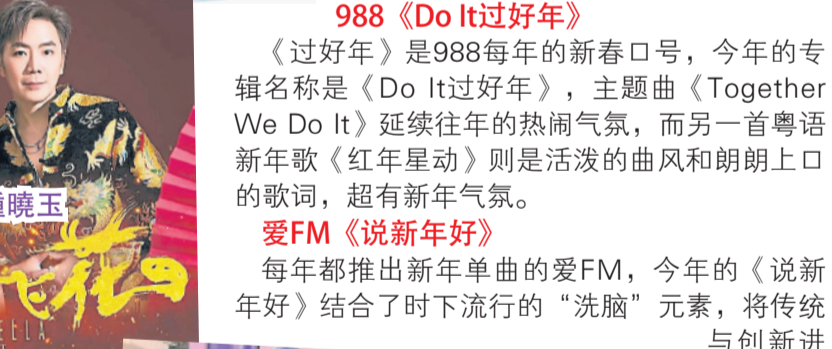 988《Do It过好年》
《过好年》是988每年的新春口号，今年的专
辑名称是《Do It过好年》，主题曲《Together
We Do It》延续往年的热闹气氛，而另一首粤语
新年歌《红年星动》则是活泼的曲风和朗朗上口
的歌词，超有新年气氛。
爱FM《说新年好》
每年都推出新年单曲的爱FM，今年的《说新
年好》结合了时下流行的“洗脑”元素，将传统
与创新进
曉玉
飞花
ELLA